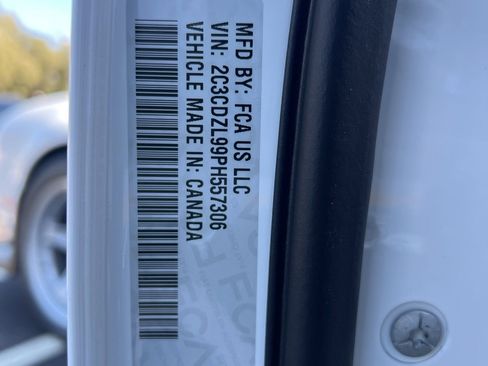 MFD BY: FCA US LLC
VIN: 2C3CDZL99PH557306
VEHICLE MADE IN: CANADA